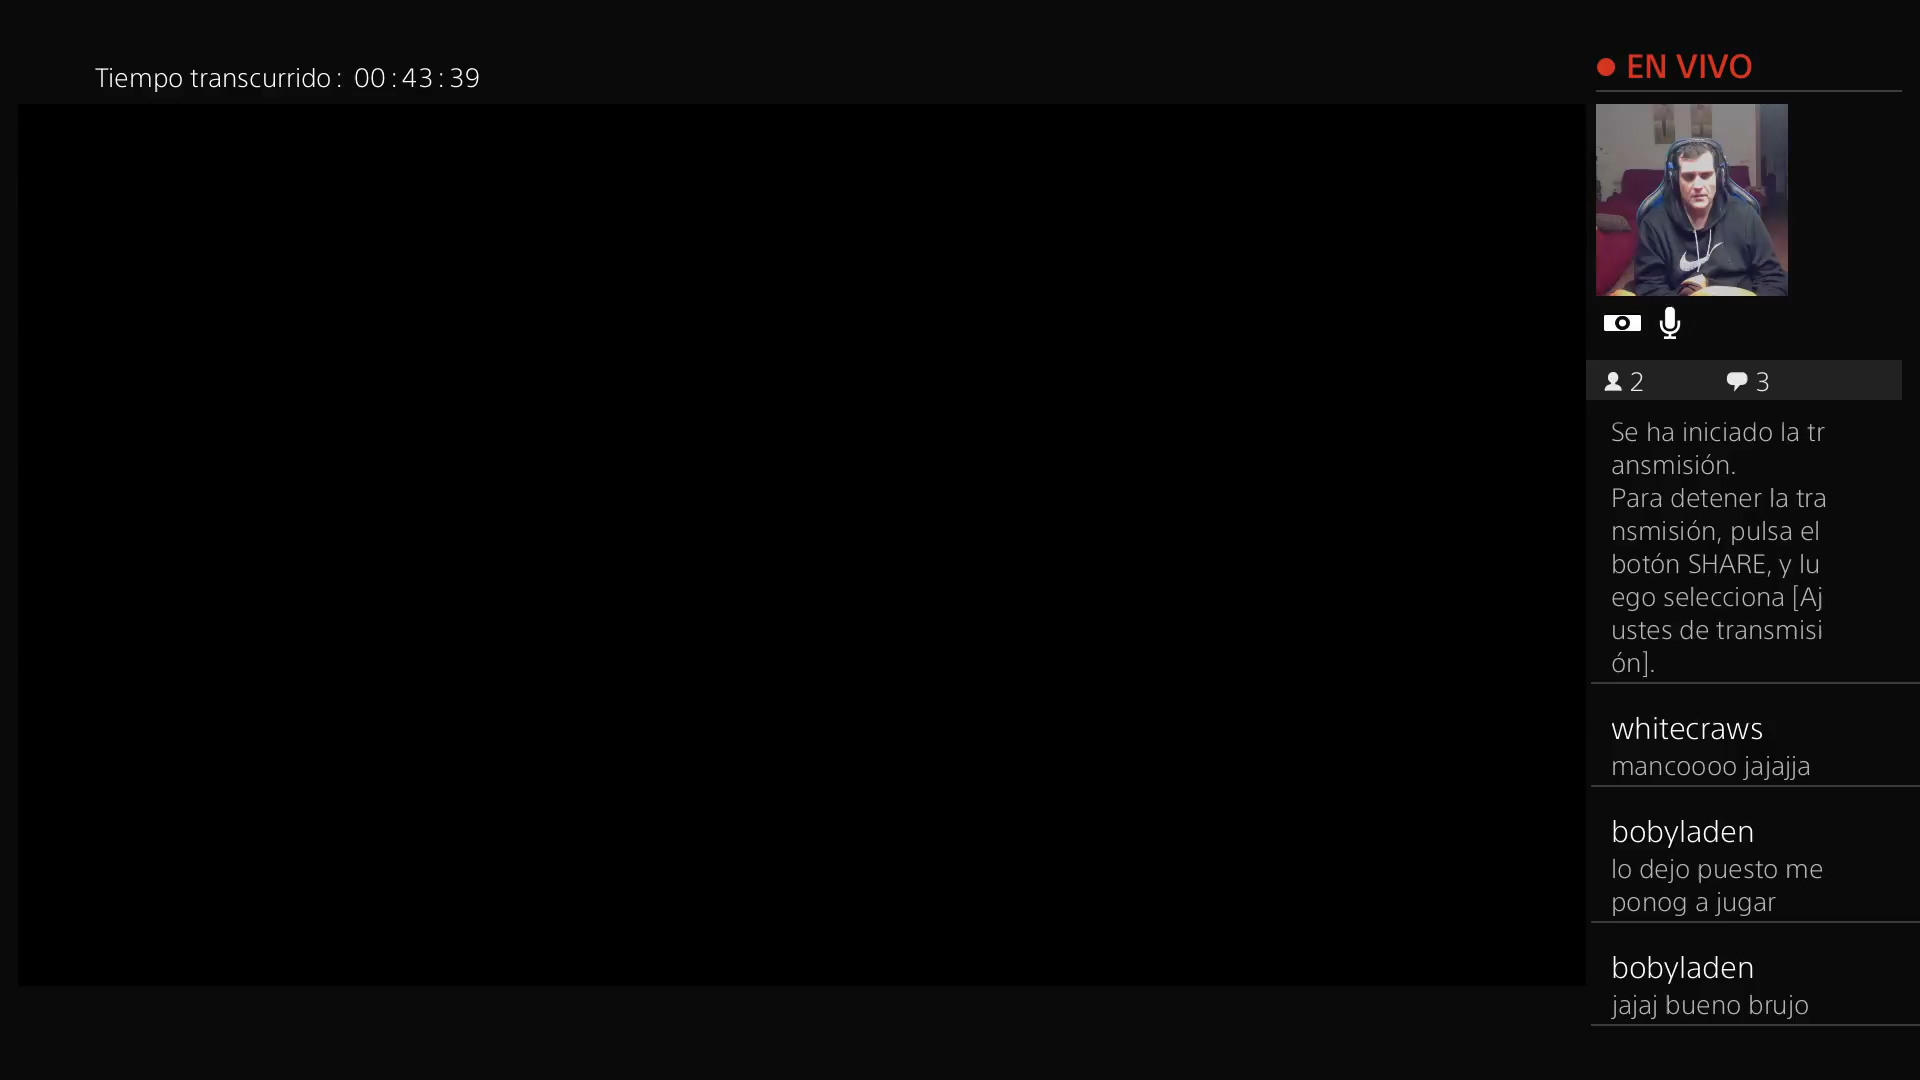 Tiempo transcurrido : 00 : 43 : 39
EN VIVO
2
3
Se ha iniciado la tr
ansmisión.
Para detener la tra
nsmisión, pulsa el
botón SHARE, y lu
ego selecciona [Aj
ustes de transmisi
ón].
whitecraws
mancoooo jajajja
bobyladen
lo dejo puesto me
ponog a jugar
bobyladen
jajaj bueno brujo